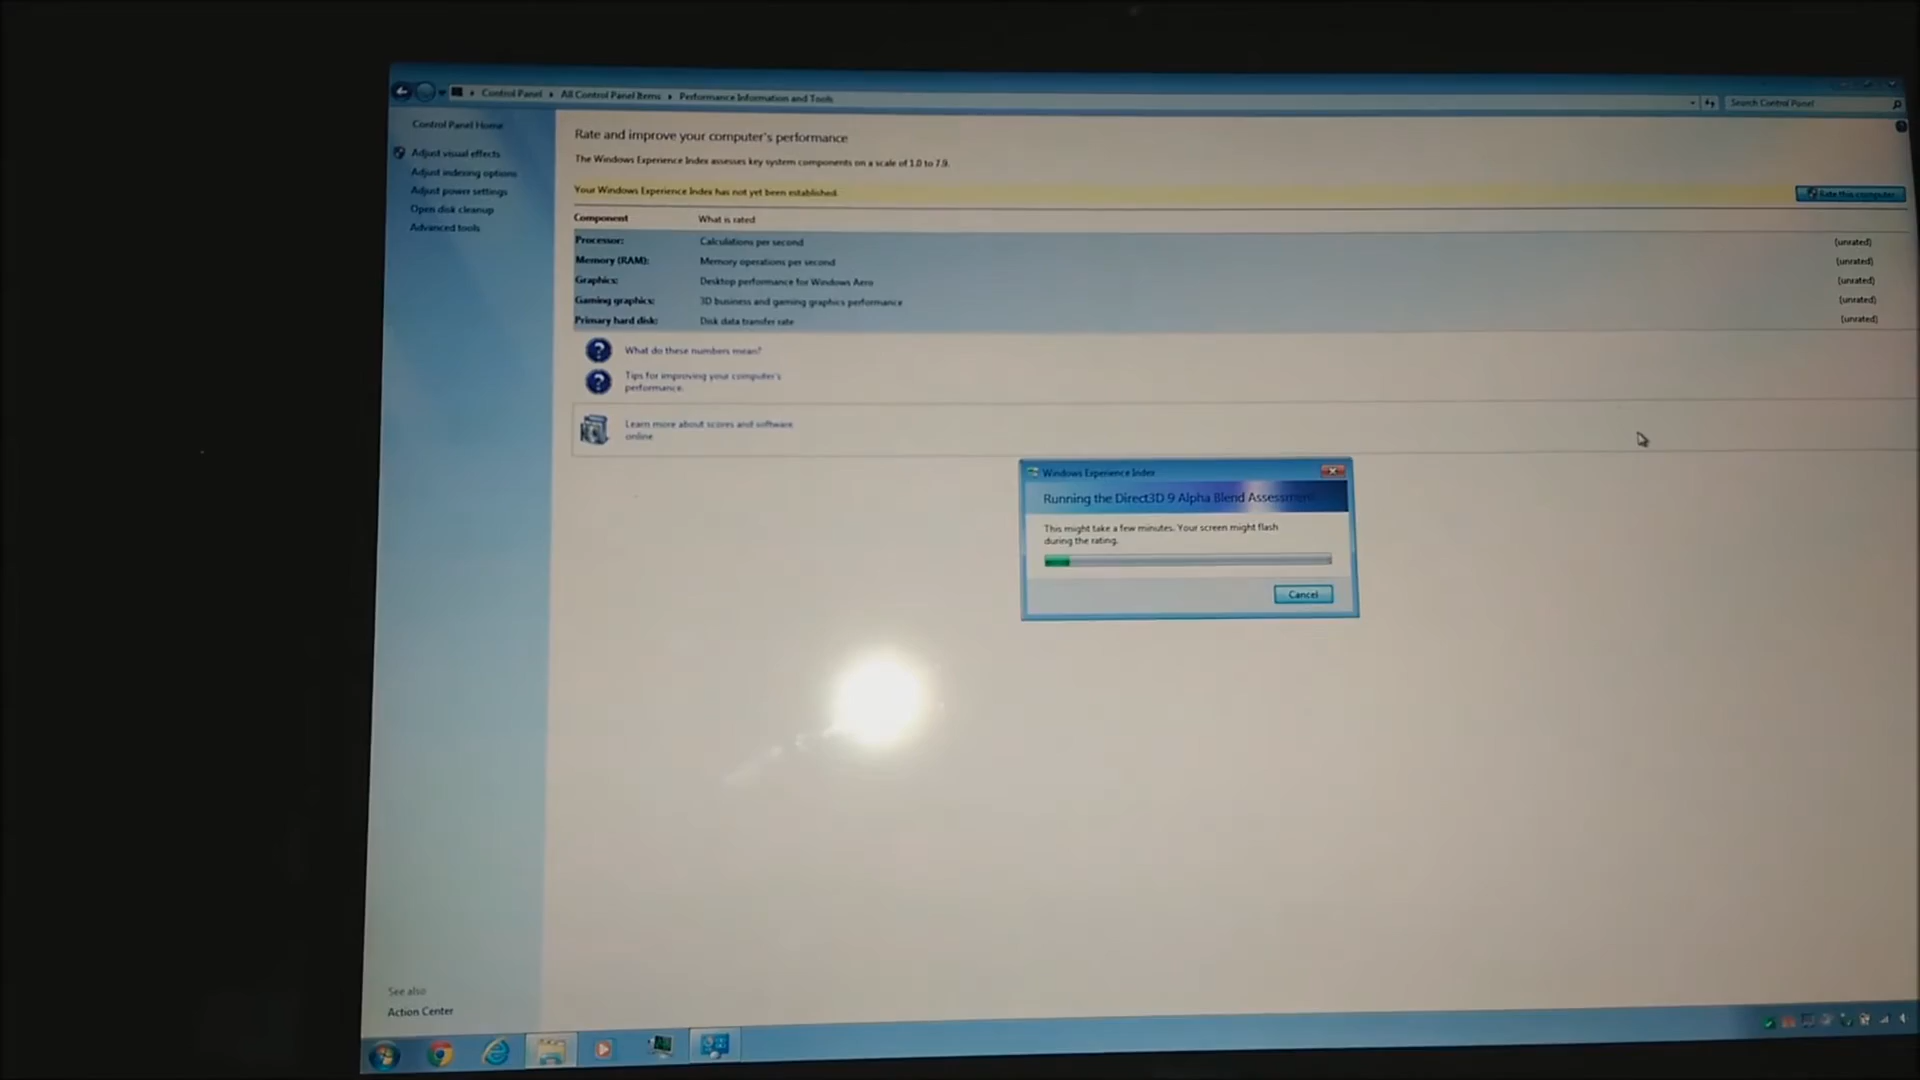 Control Panel ▸ All Control Panel Items ▸ Performance Information and Tools
Search Control Panel
Control Panel Home
Adjust visual effects
Adjust indexing options
Adjust power settings
Open disk cleanup
Advanced tools
Rate and improve your computer's performance
The Windows Experience Index assesses key system components on a scale of 1.0 to 7.9.
Your Windows Experience Index has not yet been established.
Rate this computer
Component What is rated
Processor: Calculations per second (unrated)
Memory (RAM): Memory operations per second (unrated)
Graphics: Desktop performance for Windows Aero (unrated)
Gaming graphics: 3D business and gaming graphics performance (unrated)
Primary hard disk: Disk data transfer rate (unrated)
What do these numbers mean?
Tips for improving your computer's
performance.
Learn more about scores and software
online
Windows Experience Index
Running the Direct3D 9 Alpha Blend Assessment
This might take a few minutes. Your screen might flash
during the rating.
Cancel
See also
Action Center